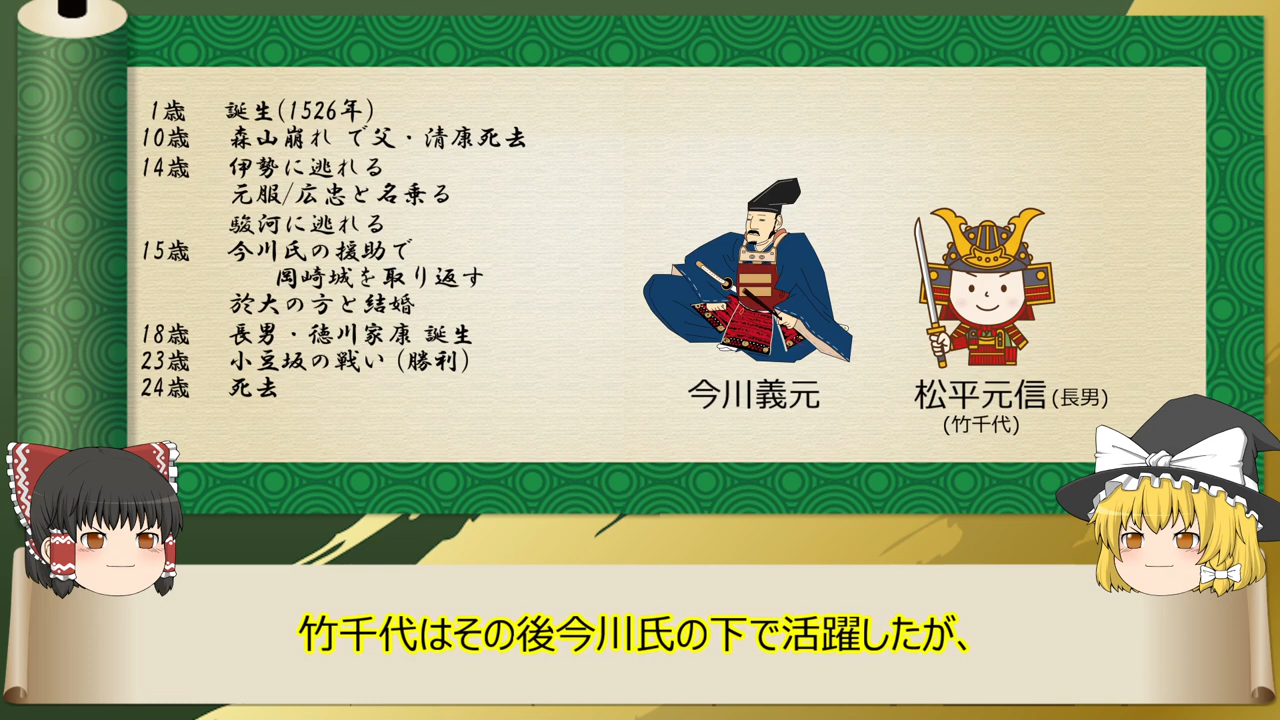 1歳 誕生(1526年)
10歳 森山崩れ で父・清康死去
14歳 伊勢に逃れる
元服/広忠と名乗る
駿河に逃れる
15歳 今川氏の援助で
岡崎城を取り返す
於大の方と結婚
18歳 長男・徳川家康 誕生
23歳 小豆坂の戦い (勝利)
24歳 死去
今川義元
松平元信(長男)
(竹千代)
竹千代はその後今川氏の下で活躍したが、